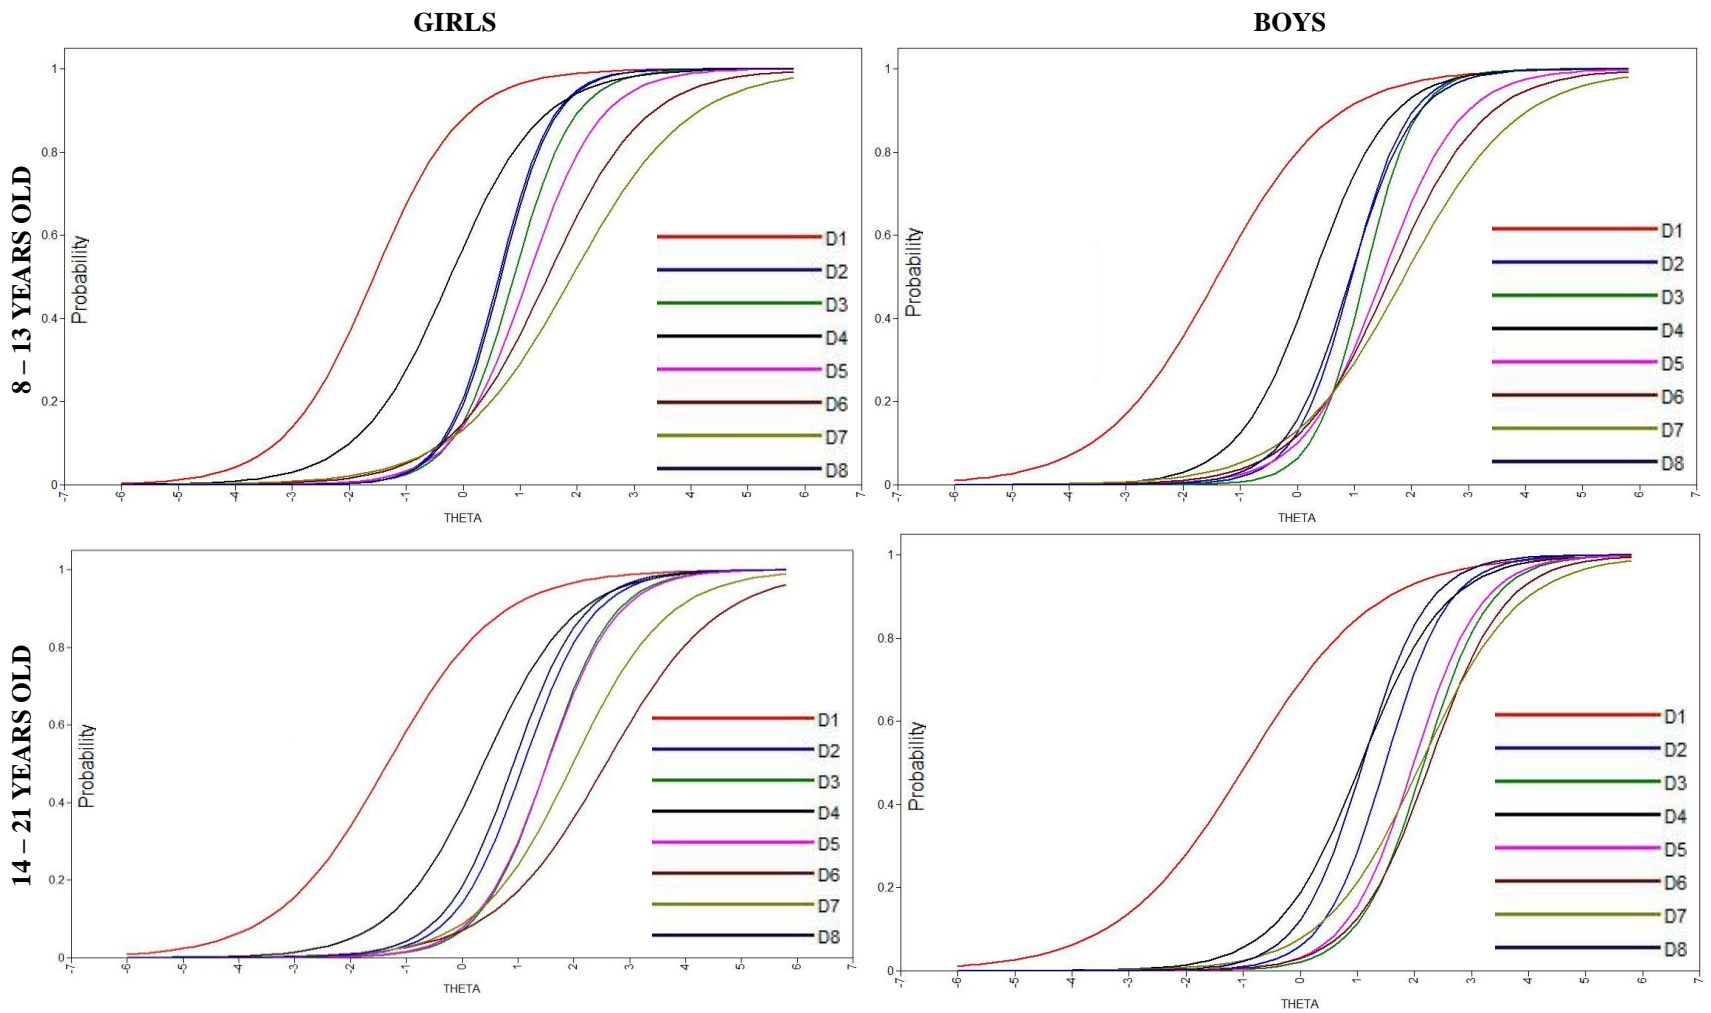 GIRLS
BOYS
8 – 13 YEARS OLD
1
0.8
0.6
0.4
0.2
0
Probability
-7 -6 -5 -4 -3 -2 -1 0 1 2 3 4 5 6 7
THETA
D1
D2
D3
D4
D5
D6
D7
D8
1
0.8
0.6
0.4
0.2
0
Probability
-7 -6 -5 -4 -3 -2 -1 0 1 2 3 4 5 6 7
THETA
D1
D2
D3
D4
D5
D6
D7
D8
14 – 21 YEARS OLD
1
0.8
0.6
0.4
0.2
0
Probability
-7 -6 -5 -4 -3 -2 -1 0 1 2 3 4 5 6 7
THETA
D1
D2
D3
D4
D5
D6
D7
D8
1
0.8
0.6
0.4
0.2
0
Probability
-7 -6 -5 -4 -3 -2 -1 0 1 2 3 4 5 6 7
THETA
D1
D2
D3
D4
D5
D6
D7
D8